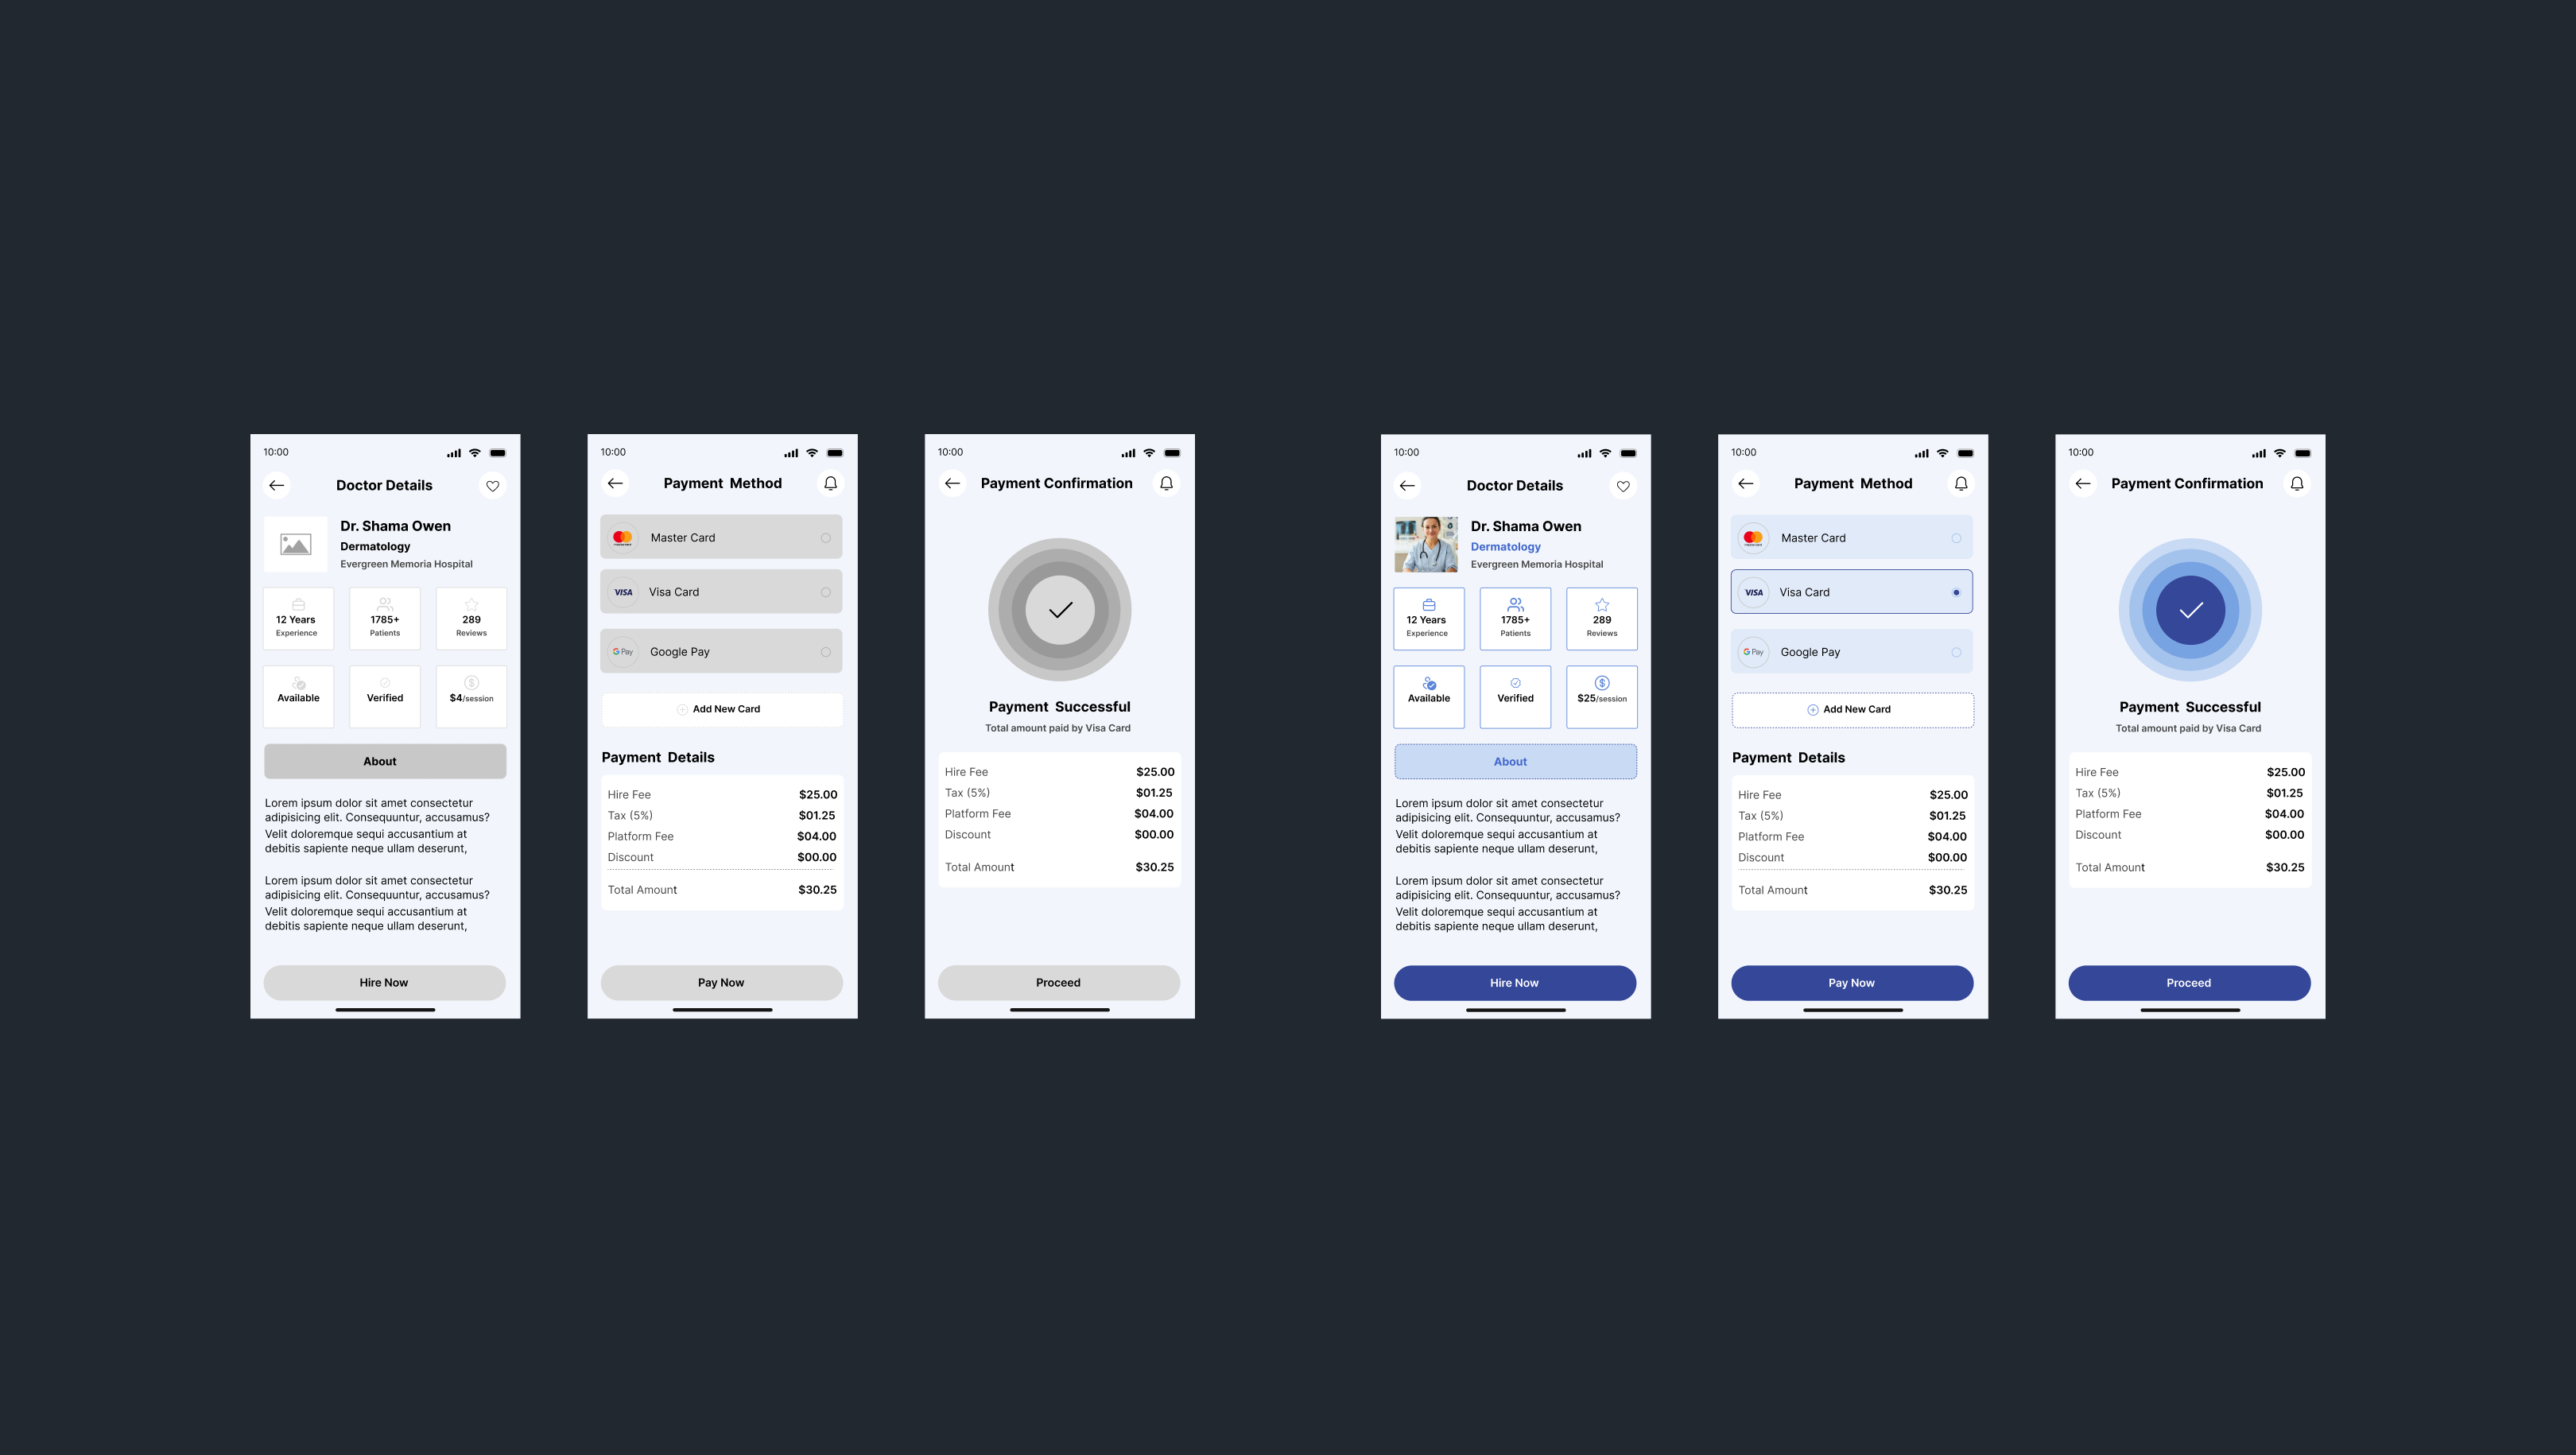 10:00
Doctor Details
Dr. Shama Owen
Dermatology
Evergreen Memoria Hospital
12 Years
Experience
1785+
Patients
289
Reviews
Available
Verified
$4/session
About
Lorem ipsum dolor sit amet consectetur
adipisicing elit. Consequuntur, accusamus?
Velit doloremque sequi accusantium at
debitis sapiente neque ullam deserunt,
Lorem ipsum dolor sit amet consectetur
adipisicing elit. Consequuntur, accusamus?
Velit doloremque sequi accusantium at
debitis sapiente neque ullam deserunt,
Hire Now
10:00
Payment Method
Master Card
VISA
Visa Card
G Pay
Google Pay
Add New Card
Payment Details
Hire Fee $25.00
Tax (5%) $01.25
Platform Fee $04.00
Discount $00.00
Total Amount $30.25
Pay Now
10:00
Payment Confirmation
Payment Successful
Total amount paid by Visa Card
Hire Fee $25.00
Tax (5%) $01.25
Platform Fee $04.00
Discount $00.00
Total Amount $30.25
Proceed
10:00
Doctor Details
Dr. Shama Owen
Dermatology
Evergreen Memoria Hospital
12 Years
Experience
1785+
Patients
289
Reviews
Available
Verified
$25/session
About
Lorem ipsum dolor sit amet consectetur
adipisicing elit. Consequuntur, accusamus?
Velit doloremque sequi accusantium at
debitis sapiente neque ullam deserunt,
Lorem ipsum dolor sit amet consectetur
adipisicing elit. Consequuntur, accusamus?
Velit doloremque sequi accusantium at
debitis sapiente neque ullam deserunt,
Hire Now
10:00
Payment Method
Master Card
VISA
Visa Card
G Pay
Google Pay
Add New Card
Payment Details
Hire Fee $25.00
Tax (5%) $01.25
Platform Fee $04.00
Discount $00.00
Total Amount $30.25
Pay Now
10:00
Payment Confirmation
Payment Successful
Total amount paid by Visa Card
Hire Fee $25.00
Tax (5%) $01.25
Platform Fee $04.00
Discount $00.00
Total Amount $30.25
Proceed